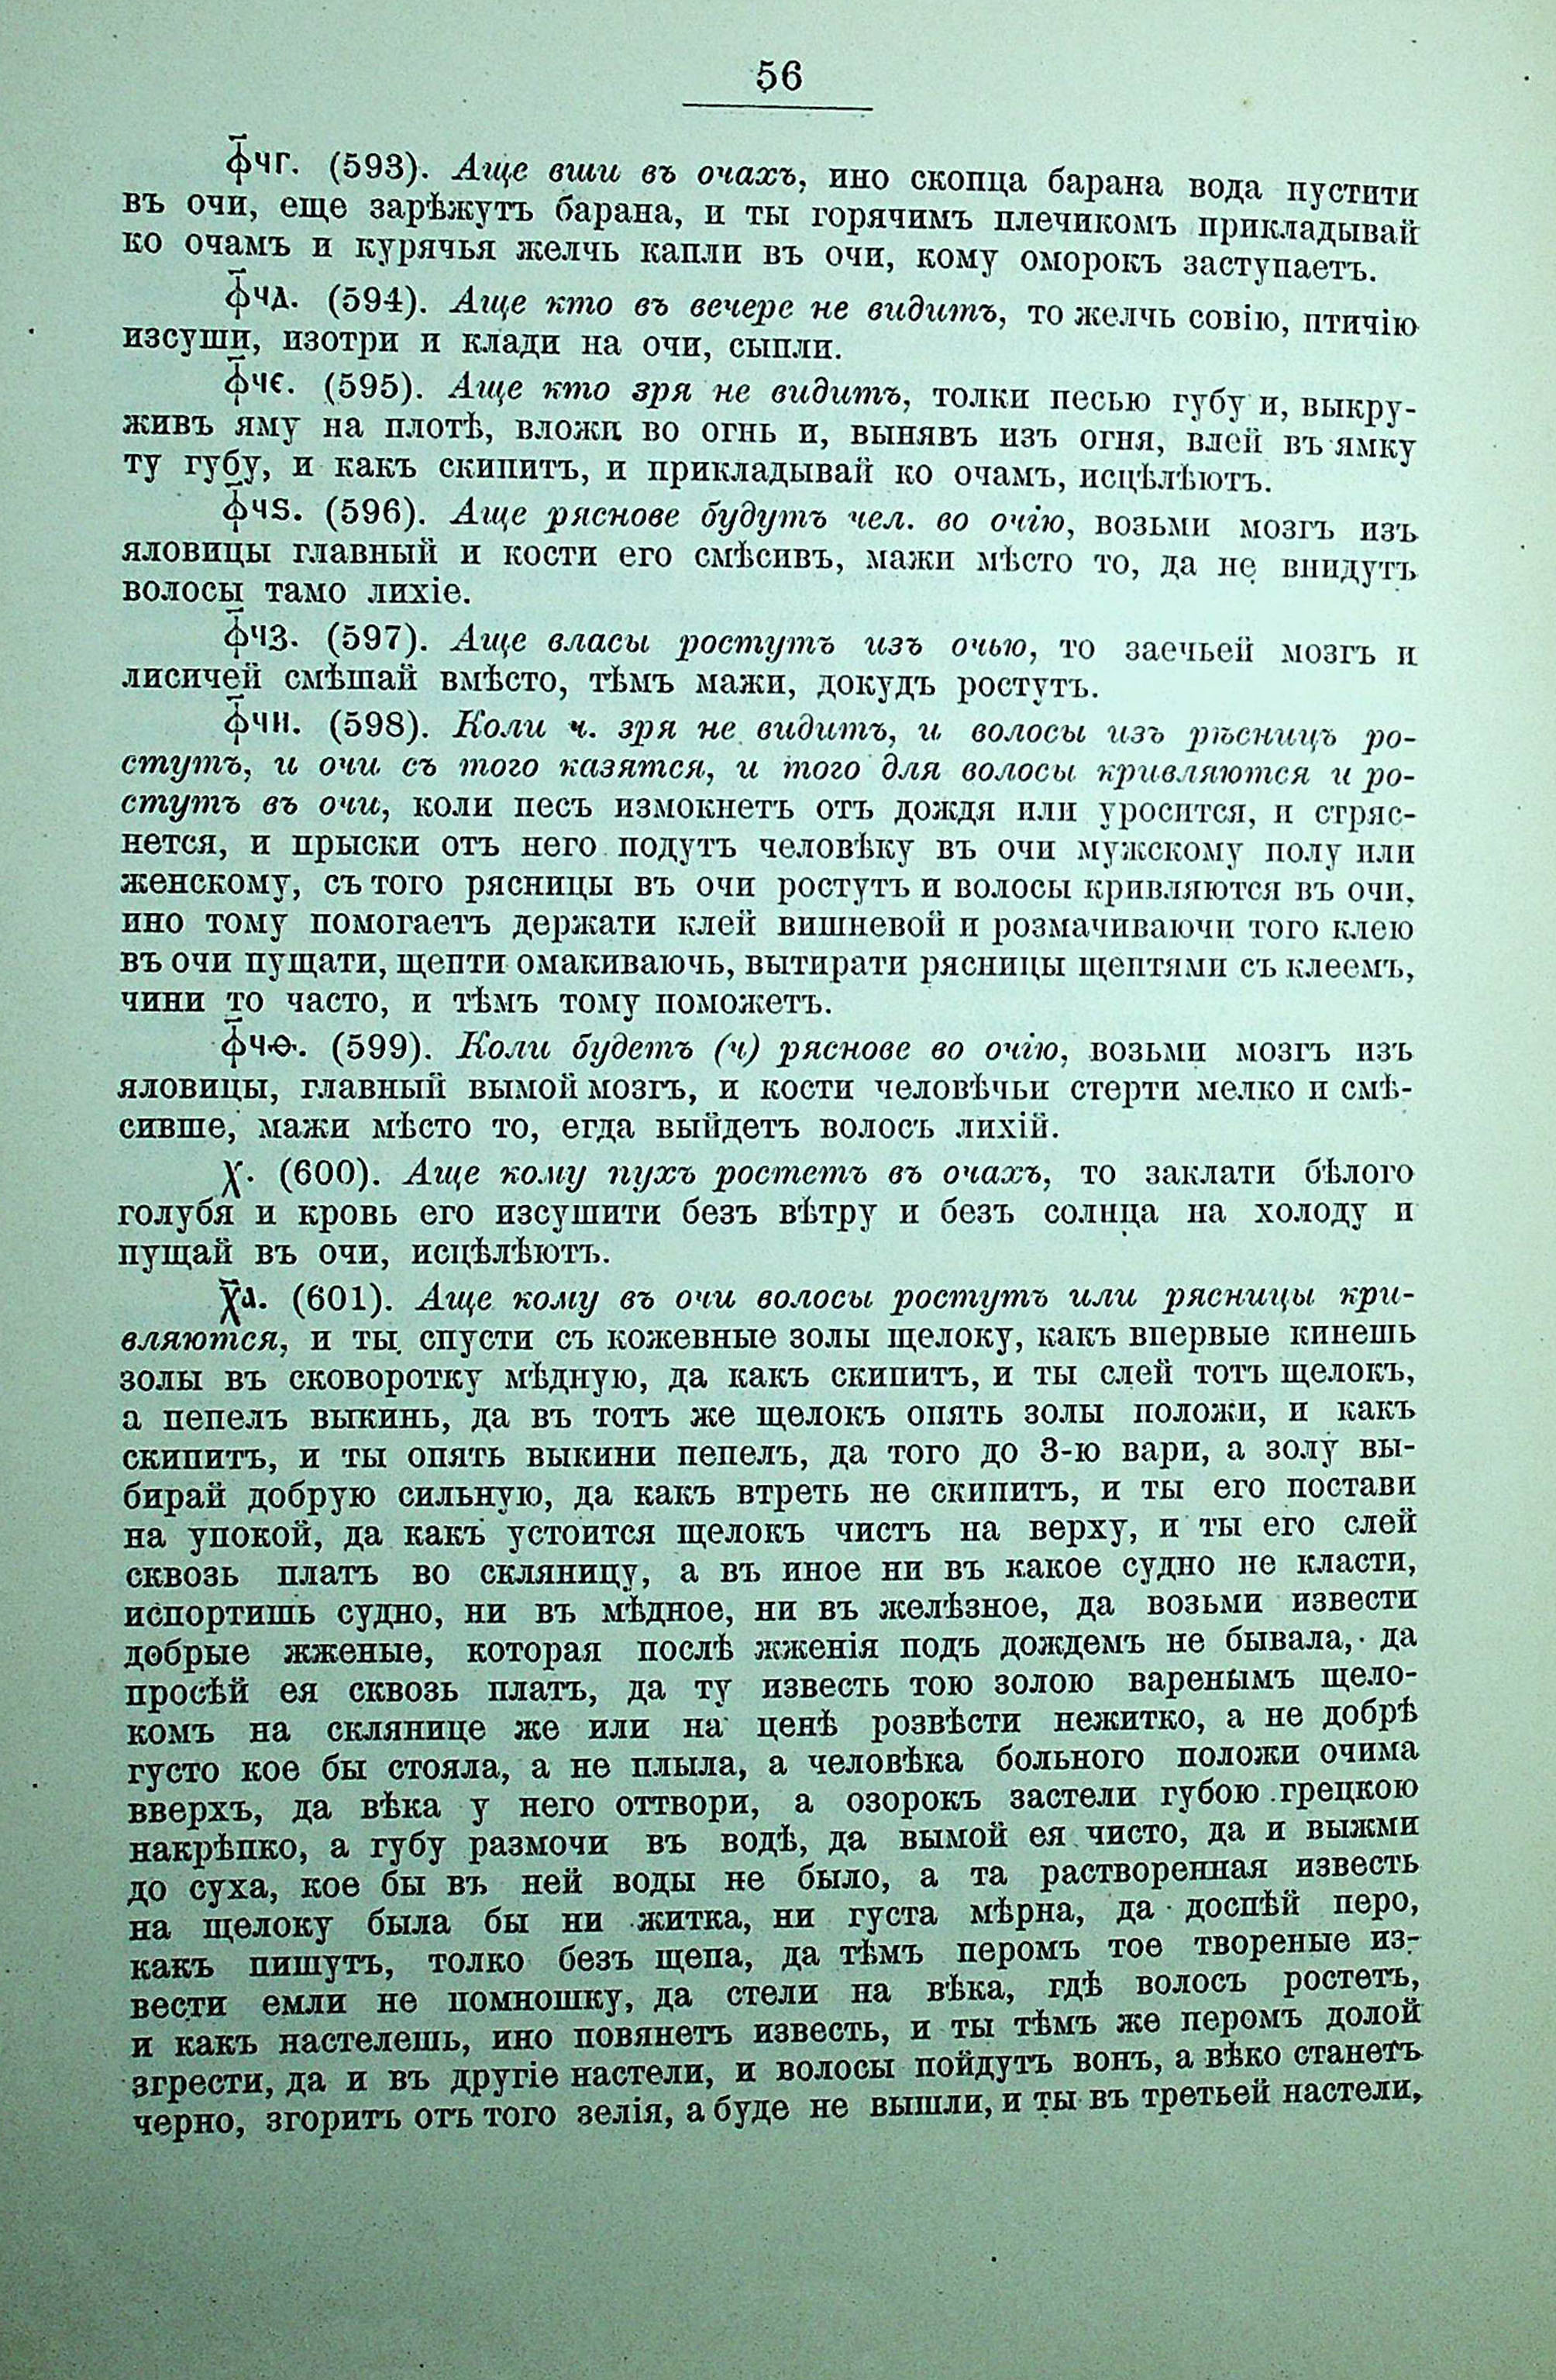 56
ф҃чг. (593). Аще вши въ очахъ, ино скопца барана вода пустити
въ очи, еще зарѣжутъ барана, и ты горячимъ плечикомъ прикладывай
ко очамъ и курячья желчь капли въ очи, кому оморокъ заступаетъ.
ф҃чд. (594). Аще кто въ вечере не видитъ, то желчь совію, птичію
изсуши, изотри и клади на очи, сыпли.
ф҃чє. (595). Аще кто зря не видитъ, толки песью губу и, выкру-
живъ яму на плотѣ, вложи во огнь и, вынявъ изъ огня, влей въ ямку
ту губу, и какъ скипитъ, и прикладывай ко очамъ, исцѣлѣютъ.
ф҃чѕ. (596). Аще ряснове будутъ чел. во очію, возьми мозгъ изъ
яловицы главный и кости его смѣсивъ, мажи мѣсто то, да не внидутъ
волосы тамо лихіе.
ф҃чз. (597). Аще власы ростутъ изъ очью, то заечьей мозгъ и
лисичей смѣшай вмѣсто, тѣмъ мажи, докудъ ростутъ.
ф҃чи. (598). Коли ч. зря не видитъ, и волосы изъ рѣсницъ ро-
стутъ, и очи съ того казятся, и того для волосы кривляются и ро-
стутъ въ очи, коли песъ измокнетъ отъ дождя или уросится, и стряс-
нется, и прыски отъ него подутъ человѣку въ очи мужскому полу или
женскому, съ того рясницы въ очи ростутъ и волосы кривляются въ очи,
ино тому помогаетъ держати клей вишневой и розмачиваючи того клею
въ очи пущати, щепти омакиваючь, вытирати рясницы щептями съ клеемъ,
чини то часто, и тѣмъ тому поможетъ.
ф҃чѳ. (599). Коли будетъ (ч) ряснове во очію, возьми мозгъ изъ
яловицы, главный вымой мозгъ, и кости человѣчьи стерти мелко и смѣ-
сивше, мажи мѣсто то, егда выйдетъ волосъ лихій.
χ. (600). Аще кому пухъ ростетъ въ очахъ, то заклати бѣлого
голубя и кровь его изсушити безъ вѣтру и безъ солнца на холоду и
пущай въ очи, исцѣлѣютъ.
χ҃а. (601). Аще кому въ очи волосы ростутъ или рясницы кри-
вляются, и ты спусти съ кожевные золы щелоку, какъ впервые кинешь
золы въ сковоротку мѣдную, да какъ скипитъ, и ты слей тотъ щелокъ,
а пепелъ выкинь, да въ тотъ же щелокъ опять золы положи, и какъ
скипитъ, и ты опять выкини пепелъ, да того до 3-ю вари, а золу вы-
бирай добрую сильную, да какъ втреть не скипитъ, и ты его постави
на упокой, да какъ устоится щелокъ чистъ на верху, и ты его слей
сквозь платъ во скляницу, а въ иное ни въ какое судно не класти,
испортишь судно, ни въ мѣдное, ни въ желѣзное, да возьми извести
добрые жженые, которая послѣ жженія подъ дождемъ не бывала, да
просѣй ея сквозь платъ, да ту известь тою золою варенымъ щело-
комъ на склянице же или на ценѣ розвѣсти нежитко, а не добрѣ
густо кое бы стояла, а не плыла, а человѣка больного положи очима
вверхъ, да вѣка у него оттвори, а озорокъ застели губою грецкою
накрѣпко, а губу размочи въ водѣ, да вымой ея чисто, да и выжми
до суха, кое бы въ ней воды не было, а та растворенная известь
на щелоку была бы ни житка, ни густа мѣрна, да доспѣй перо,
какъ пишутъ, толко безъ щепа, да тѣмъ перомъ тое твореные из-
вести емли не помношку, да стели на вѣка, гдѣ волосъ ростетъ,
и какъ настелешь, ино повянетъ известь, и ты тѣмъ же перомъ долой
згрести, да и въ другіе настели, и волосы пойдутъ вонъ, а вѣко станетъ
черно, згоритъ отъ того зелія, а буде не вышли, и ты въ третьей настели,